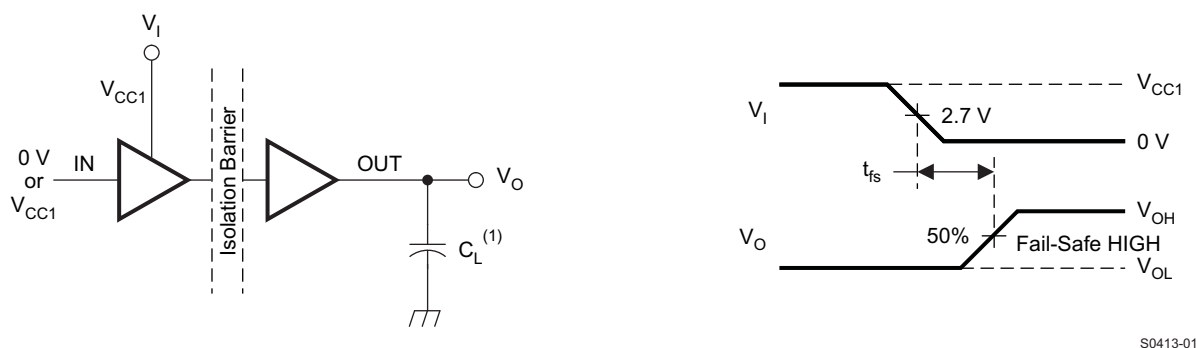 V_I
V_CC1
0 V
or
V_CC1
IN
Isolation Barrier
OUT
V_O
C_L (1)
V_I
V_CC1
2.7 V
0 V
t_fs
V_O
50%
V_OH
Fail-Safe HIGH
V_OL
S0413-01